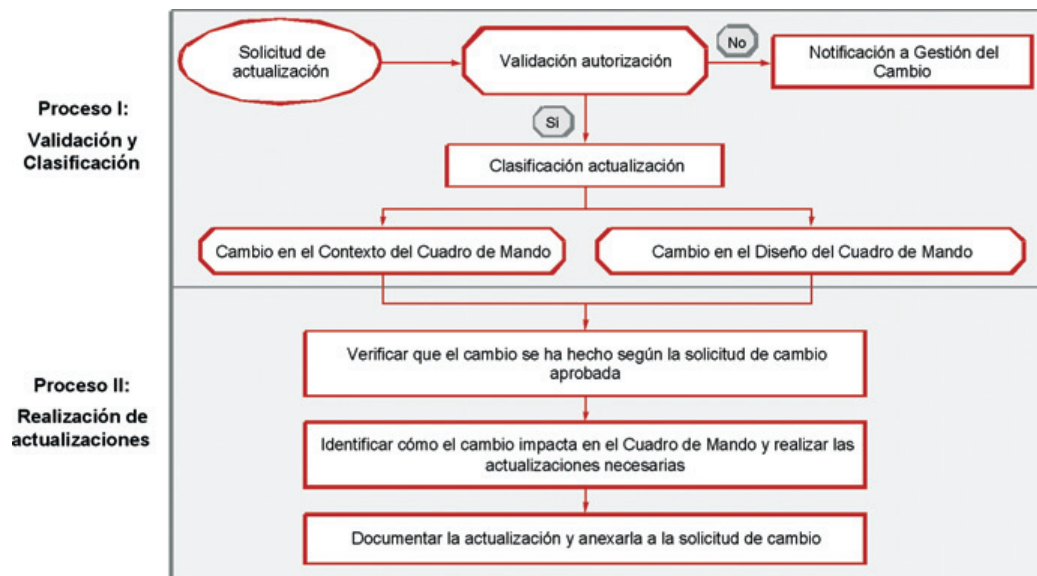 Solicitud de
actualización
Validación autorización
No
Notificación a Gestión del
Cambio
Proceso I:
Validación y
Clasificación
Si
Clasificación actualización
Cambio en el Contexto del Cuadro de Mando
Cambio en el Diseño del Cuadro de Mando
Proceso II:
Realización de
actualizaciones
Verificar que el cambio se ha hecho según la solicitud de cambio
aprobada
Identificar cómo el cambio impacta en el Cuadro de Mando y realizar las
actualizaciones necesarias
Documentar la actualización y anexarla a la solicitud de cambio